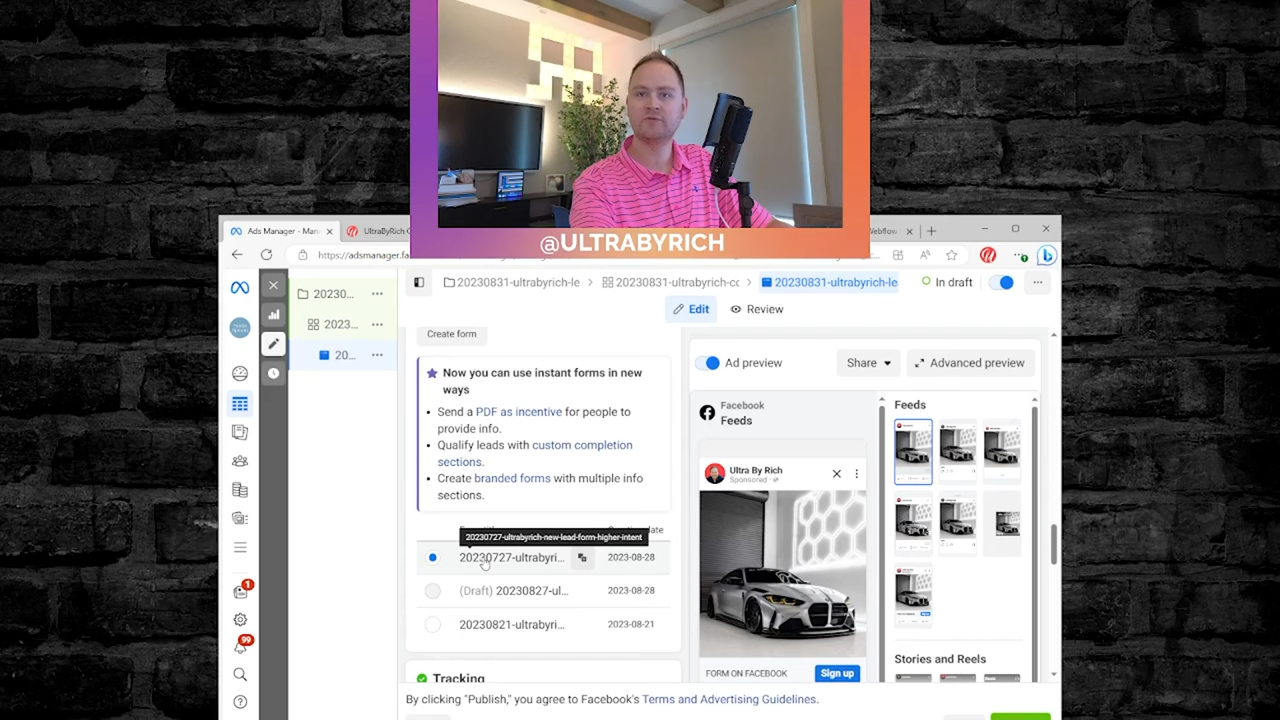 @ULTRABYRICH
Ads Manager - Man
UltraByRich C
Webflow
https://adsmanager.fa
20230831-ultrabyrich-le
20230831-ultrabyrich-cc
20230831-ultrabyrich-le
In draft
20230...
2023...
20...
Edit
Review
Create form
Now you can use instant forms in new
ways
Send a PDF as incentive for people to
provide info.
Qualify leads with custom completion
sections.
Create branded forms with multiple info
sections.
20230727-ultrabyrich-new-lead-form-higher-intent
20230727-ultrabyri...
2023-08-28
(Draft) 20230827-ul...
2023-08-28
20230821-ultrabyri...
2023-08-21
Tracking
Ad preview
Share
Advanced preview
Facebook
Feeds
Ultra By Rich
Sponsored
FORM ON FACEBOOK
Sign up
Feeds
Stories and Reels
1
99
By clicking "Publish," you agree to Facebook's Terms and Advertising Guidelines.